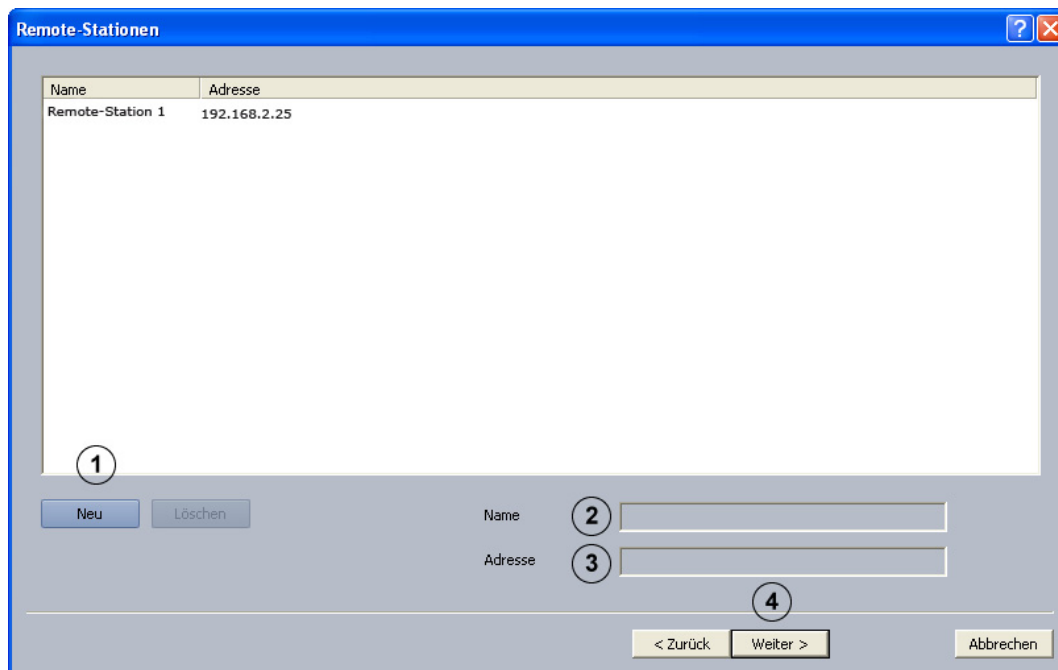 Remote-Stationen
Name Adresse
Remote-Station 1 192.168.2.25
1
Neu Löschen
Name 2
Adresse 3
4
< Zurück Weiter > Abbrechen